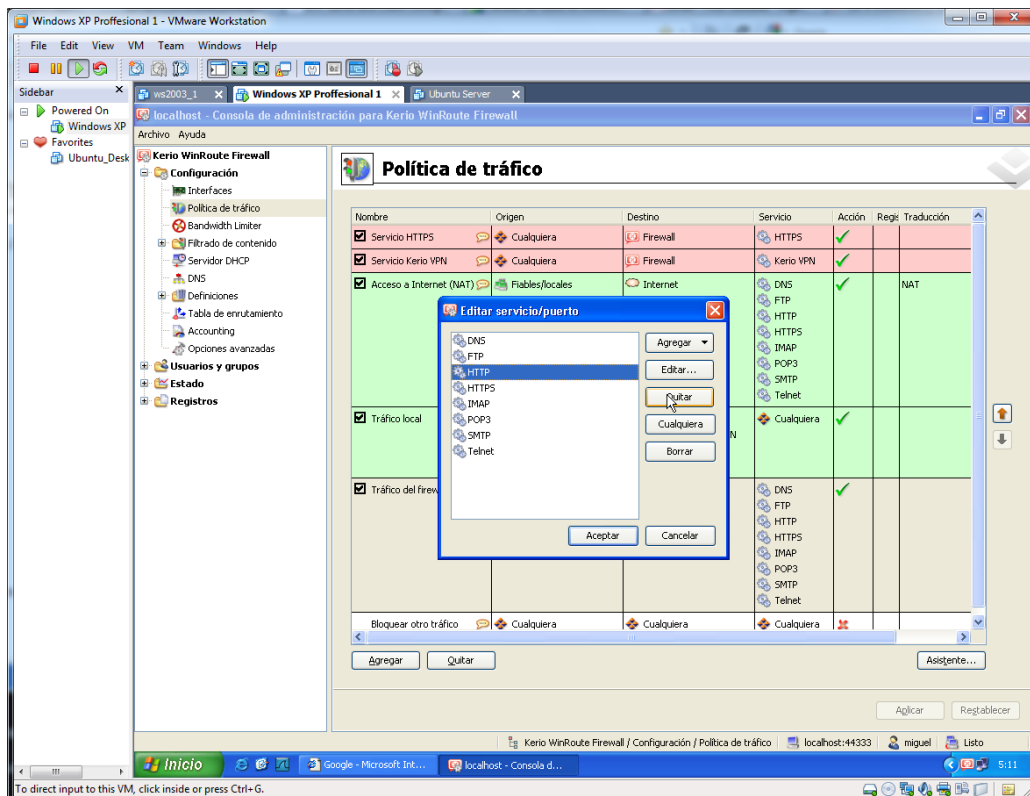 Windows XP Proffesional 1 - VMware Workstation
File Edit View VM Team Windows Help
Sidebar x
ws2003_1 x Windows XP Proffesional 1 x Ubuntu Server x
Powered On
Windows XP
Favorites
Ubuntu_Desk
localhost - Consola de administración para Kerio WinRoute Firewall
Archivo Ayuda
Kerio WinRoute Firewall
Configuración
Interfaces
Política de tráfico
Bandwidth Limiter
Filtrado de contenido
Servidor DHCP
DNS
Definiciones
Tabla de enrutamiento
Accounting
Opciones avanzadas
Usuarios y grupos
Estado
Registros
Política de tráfico
Nombre Origen Destino Servicio Acción Regis Traducción
Servicio HTTPS Cualquiera Firewall HTTPS
Servicio Kerio VPN Cualquiera Firewall Kerio VPN
Acceso a Internet (NAT) Fiables/locales Internet DNS NAT
FTP
HTTP
HTTPS
IMAP
POP3
SMTP
Telnet
Tráfico local Cualquiera
N
Tráfico del firew DNS
FTP
HTTP
HTTPS
IMAP
POP3
SMTP
Telnet
Bloquear otro tráfico Cualquiera Cualquiera Cualquiera
Editar servicio/puerto
DNS
FTP
HTTP
HTTPS
IMAP
POP3
SMTP
Telnet
Agregar
Editar...
Quitar
Cualquiera
Borrar
Aceptar Cancelar
Agregar Quitar Asistente...
Aplicar Restablecer
Kerio WinRoute Firewall / Configuración / Política de tráfico localhost:44333 miguel Listo
Inicio Google - Microsoft Int... localhost - Consola d... 5:11
To direct input to this VM, click inside or press Ctrl+G.